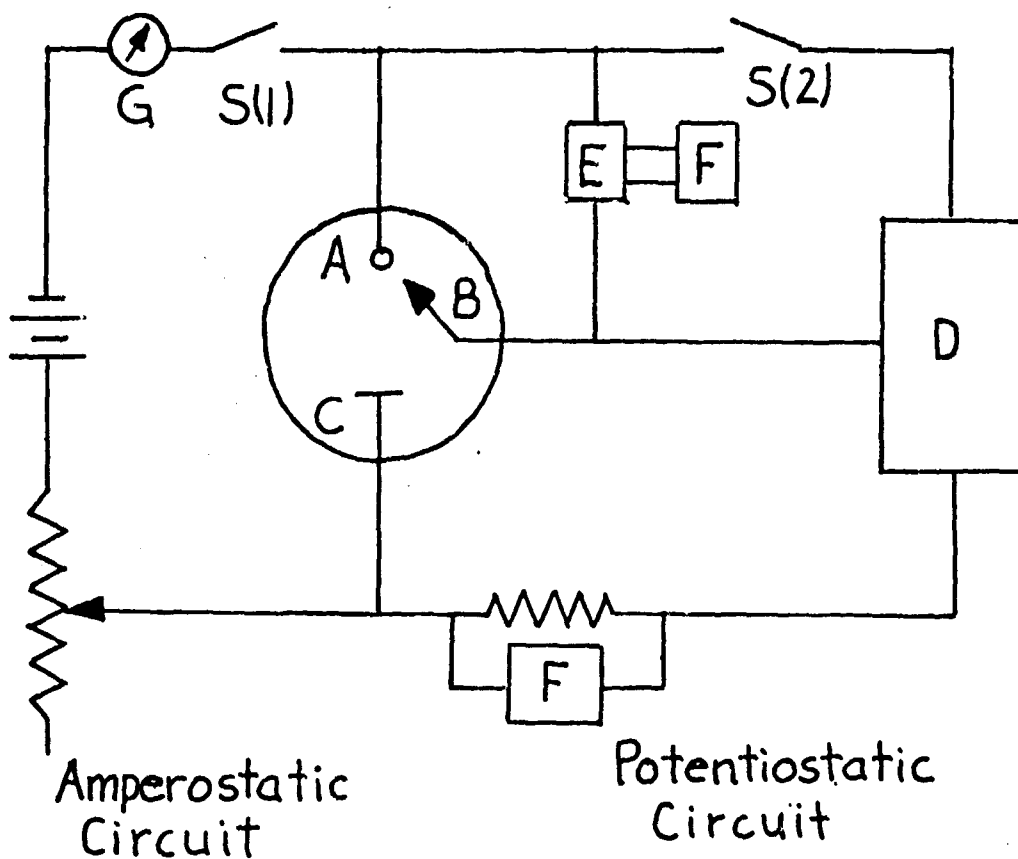 G
S(1)
S(2)
E
F
A
B
D
C
F
Amperostatic
Circuit
Potentiostatic
Circuit